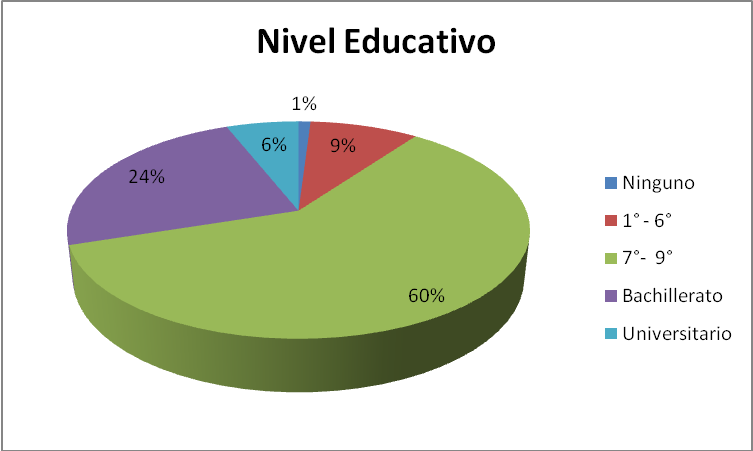 Nivel Educativo
1%
6%
9%
24%
60%
Ninguno
1° - 6°
7°-  9°
Bachillerato
Universitario